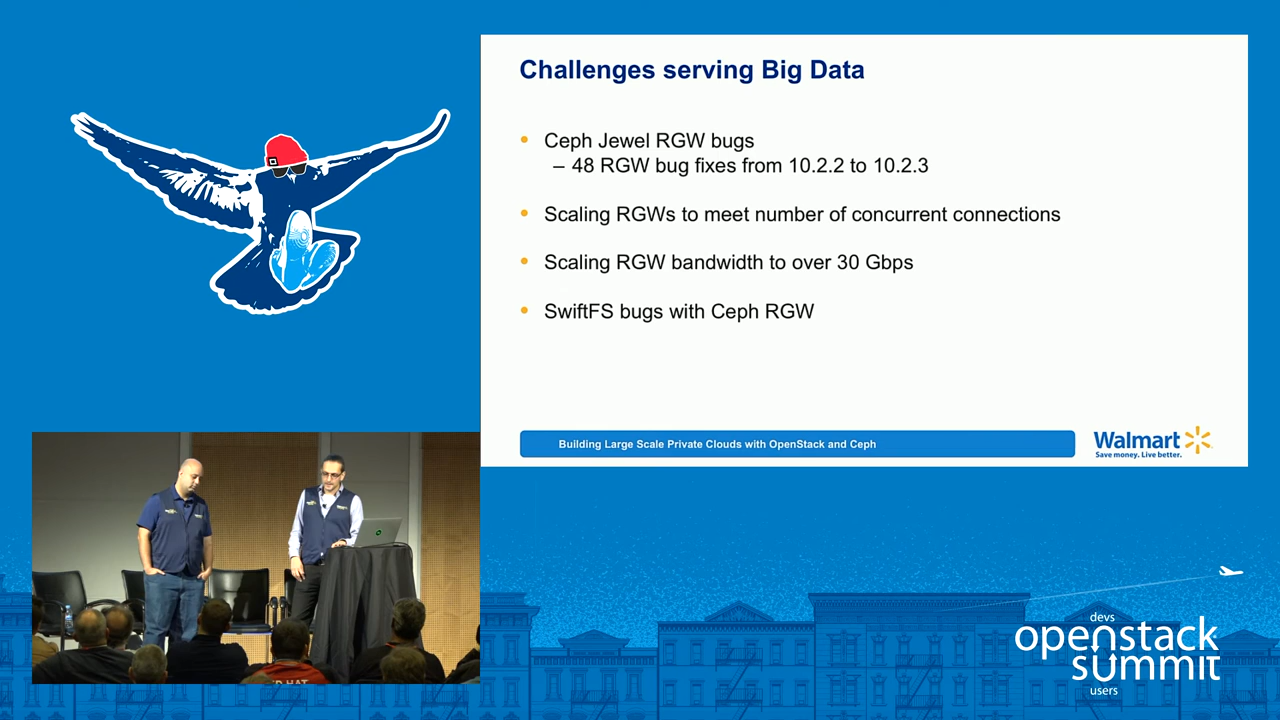 Challenges serving Big Data
• Ceph Jewel RGW bugs
– 48 RGW bug fixes from 10.2.2 to 10.2.3
• Scaling RGWs to meet number of concurrent connections
• Scaling RGW bandwidth to over 30 Gbps
• SwiftFS bugs with Ceph RGW
Building Large Scale Private Clouds with OpenStack and Ceph
Walmart
Save money. Live better.
devs
openstack
summit
users
HAT